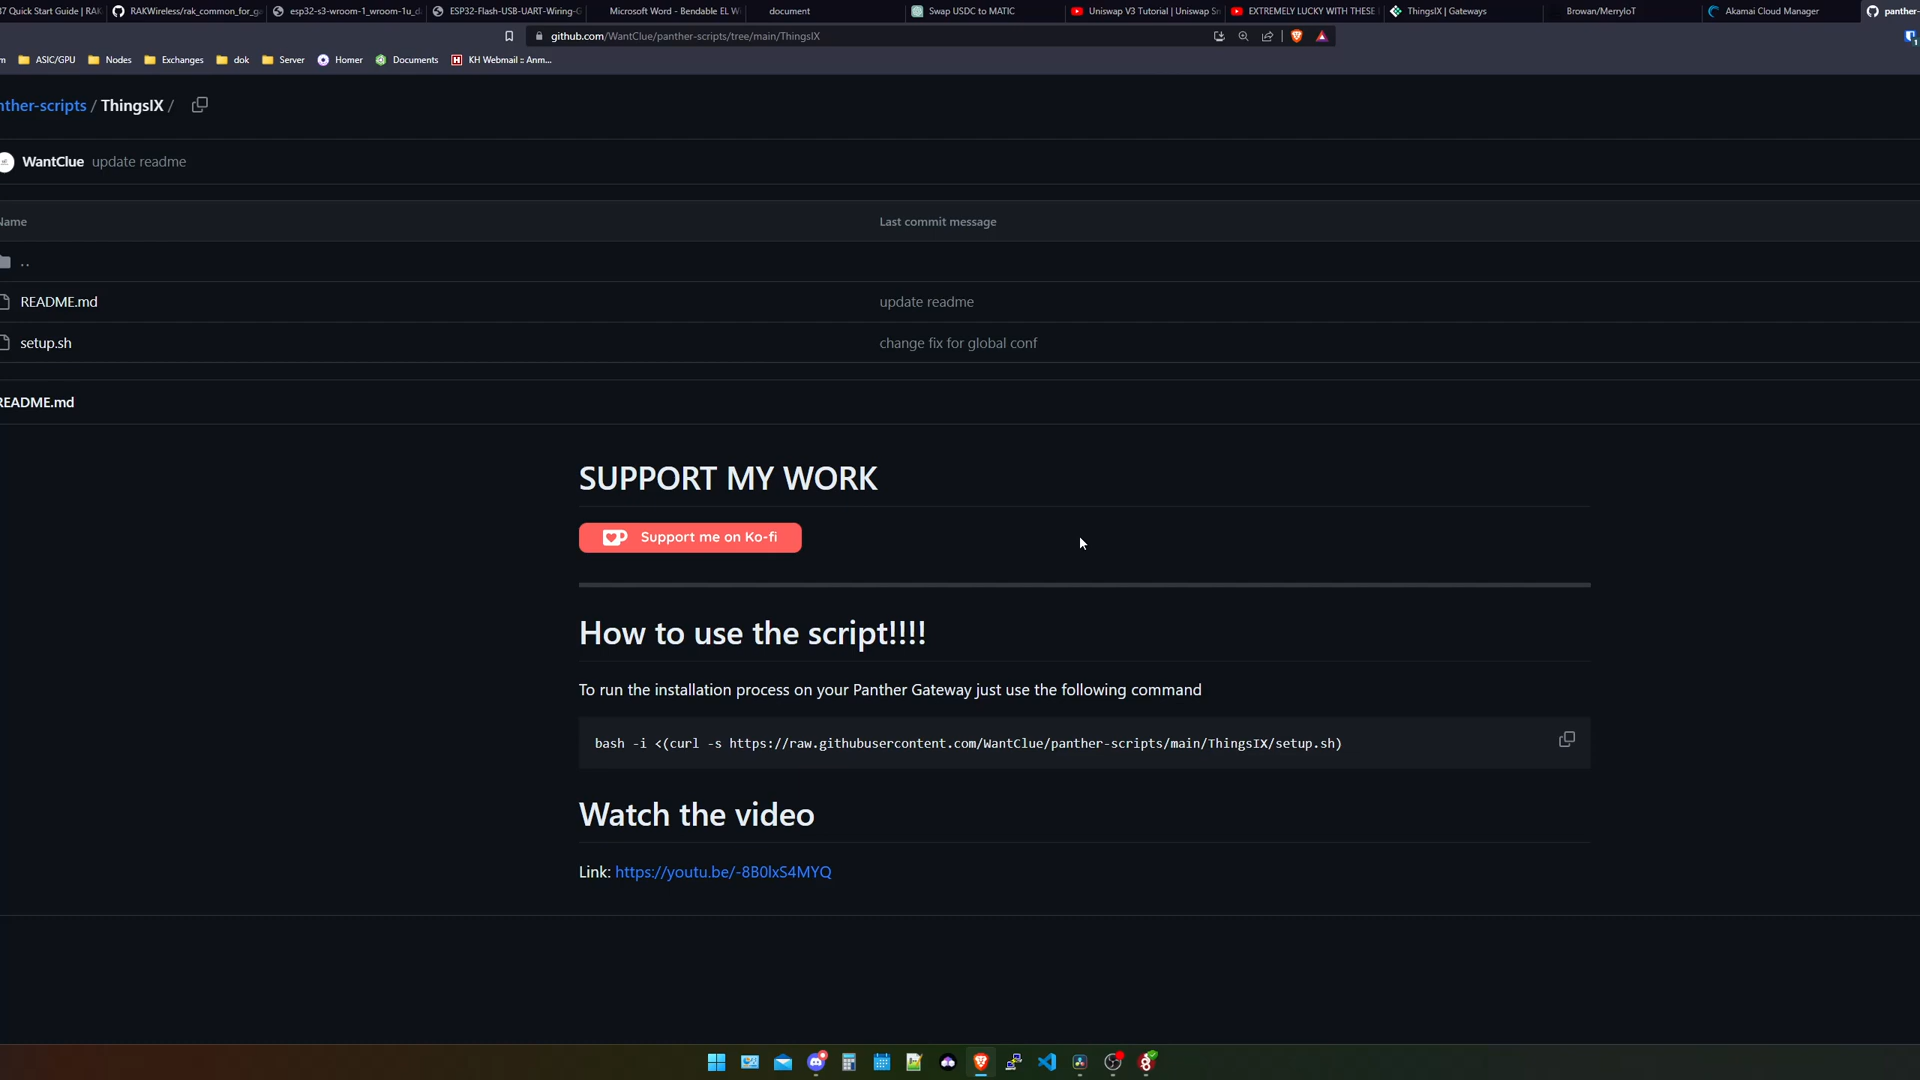 37 Quick Start Guide | RAK
RAKWireless/rak_common_for_ga
esp32-s3-wroom-1_wroom-1u_d
ESP32-Flash-USB-UART-Wiring-G
Microsoft Word - Bendable EL W
document
Swap USDC to MATIC
Uniswap V3 Tutorial | Uniswap Sm
EXTREMELY LUCKY WITH THESE
ThingsIX | Gateways
Browan/MerryIoT
Akamai Cloud Manager
panther-
github.com/WantClue/panther-scripts/tree/main/ThingsIX
ASIC/GPU
Nodes
Exchanges
dok
Server
Homer
Documents
KH Webmail :: Anm...
nther-scripts / ThingsIX /
WantClue update readme
Name
Last commit message
..
README.md
update readme
setup.sh
change fix for global conf
README.md
SUPPORT MY WORK
Support me on Ko-fi
How to use the script!!!!
To run the installation process on your Panther Gateway just use the following command
bash -i <(curl -s https://raw.githubusercontent.com/WantClue/panther-scripts/main/ThingsIX/setup.sh)
Watch the video
Link: https://youtu.be/-8B0lxS4MYQ